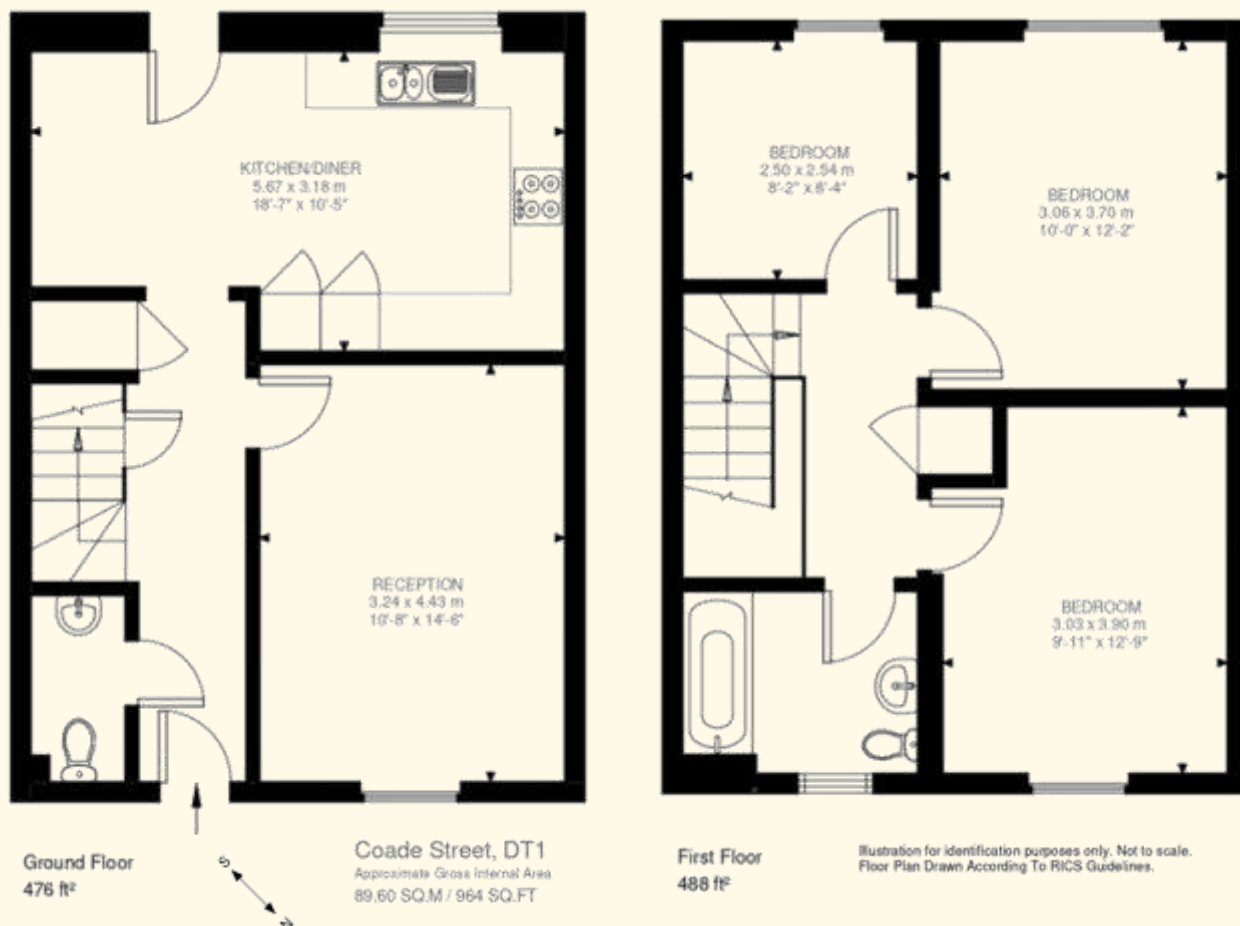 KITCHEN/DINER
5.67 x 3.18 m
18'-7" x 10'-5"
RECEPTION
3.24 x 4.43 m
10'-8" x 14'-6"
BEDROOM
2.50 x 2.54 m
8'-2" x 8'-4"
BEDROOM
3.06 x 3.70 m
10'-0" x 12'-2"
BEDROOM
3.03 x 3.90 m
9'-11" x 12'-9"
Ground Floor
476 ft²
S
N
Coade Street, DT1
Approximate Gross Internal Area
89.60 SQ.M / 964 SQ.FT
First Floor
488 ft²
Illustration for identification purposes only. Not to scale.
Floor Plan Drawn According To RICS Guidelines.